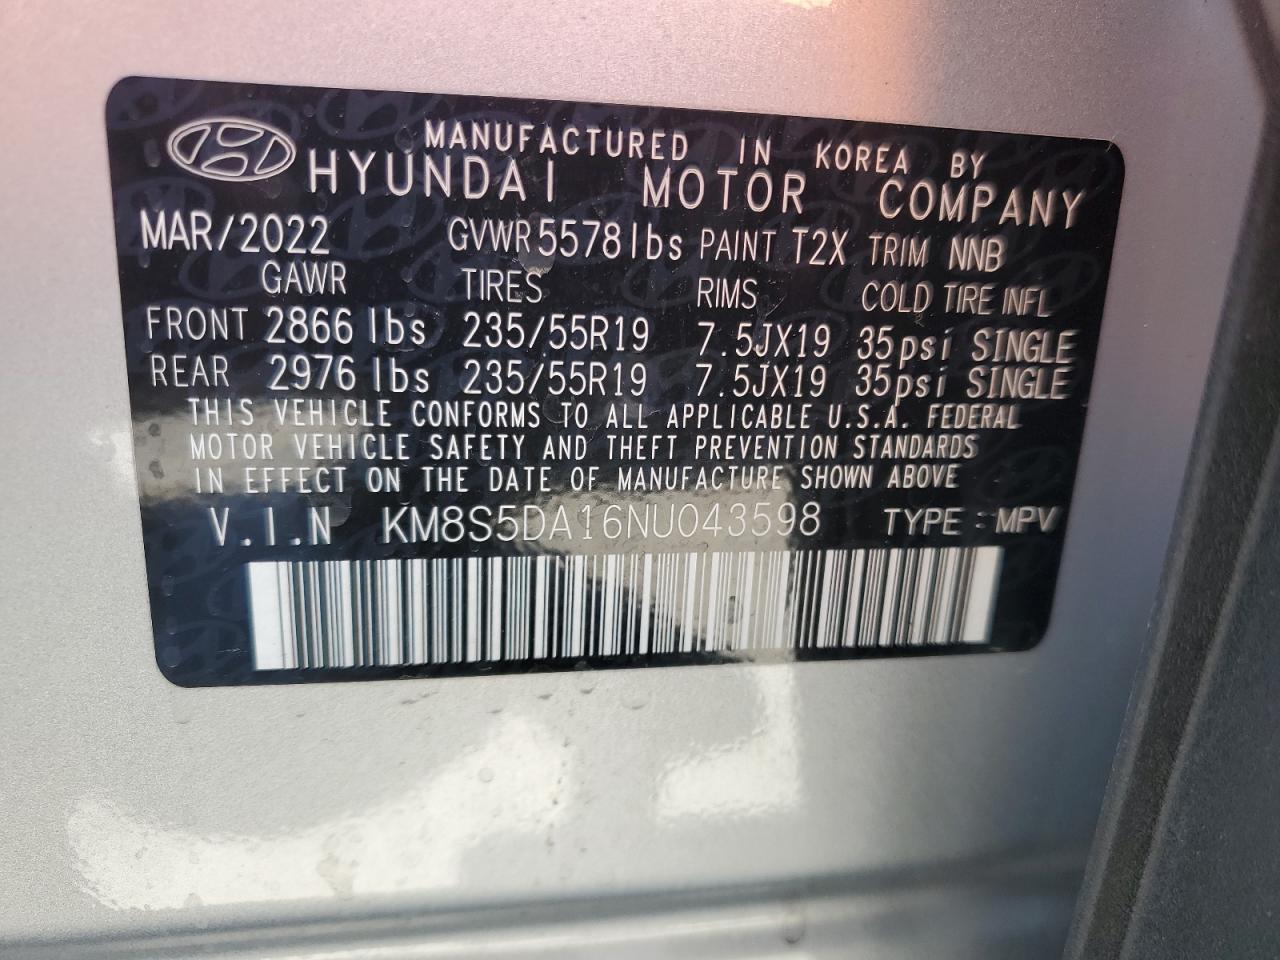 MANUFACTURED IN KOREA BY
HYUNDAI MOTOR COMPANY
MAR/2022 GVWR 5578 lbs PAINT T2X TRIM NNB
GAWR TIRES RIMS COLD TIRE INFL
FRONT 2866 lbs 235/55R19 7.5JX19 35psi SINGLE
REAR 2976 lbs 235/55R19 7.5JX19 35psi SINGLE
THIS VEHICLE CONFORMS TO ALL APPLICABLE U.S.A. FEDERAL
MOTOR VEHICLE SAFETY AND THEFT PREVENTION STANDARDS
IN EFFECT ON THE DATE OF MANUFACTURE SHOWN ABOVE
V.I.N KM8S5DA16NU043598 TYPE : MPV